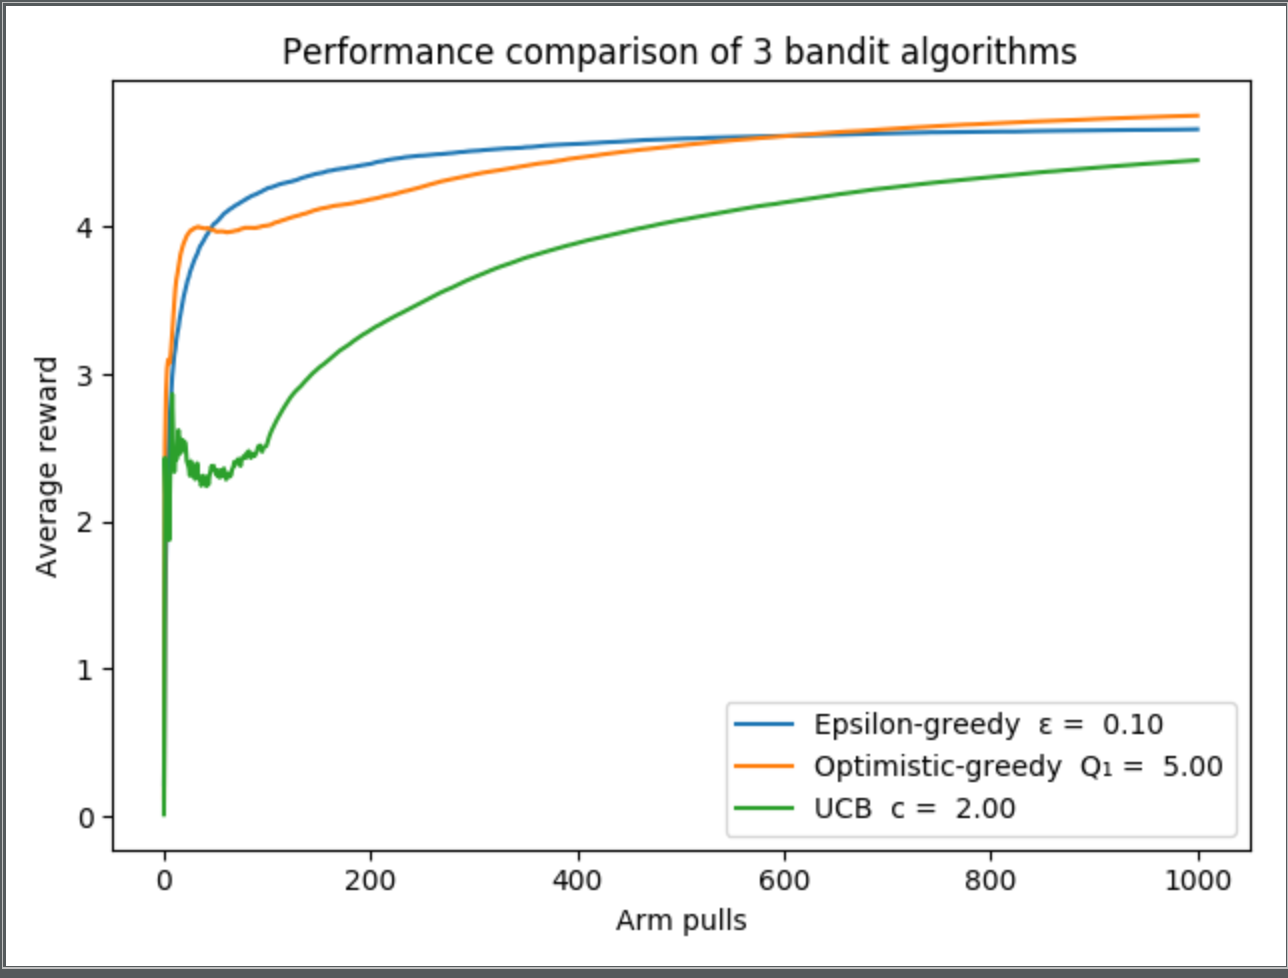 Performance comparison of 3 bandit algorithms
Average reward
4
3
2
1
0
Epsilon-greedy ε = 0.10
Optimistic-greedy Q₁ = 5.00
UCB c = 2.00
0 200 400 600 800 1000
Arm pulls